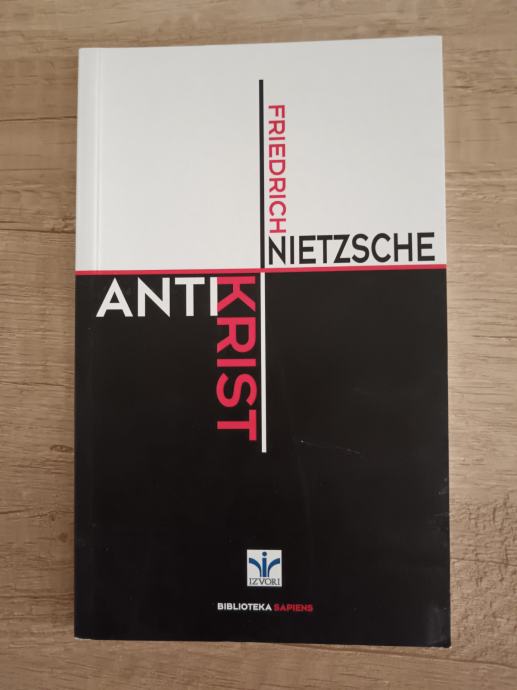 FRIEDRICH
NIETZSCHE
ANTI
KRIST
IZVORI
BIBLIOTEKA SAPIENS